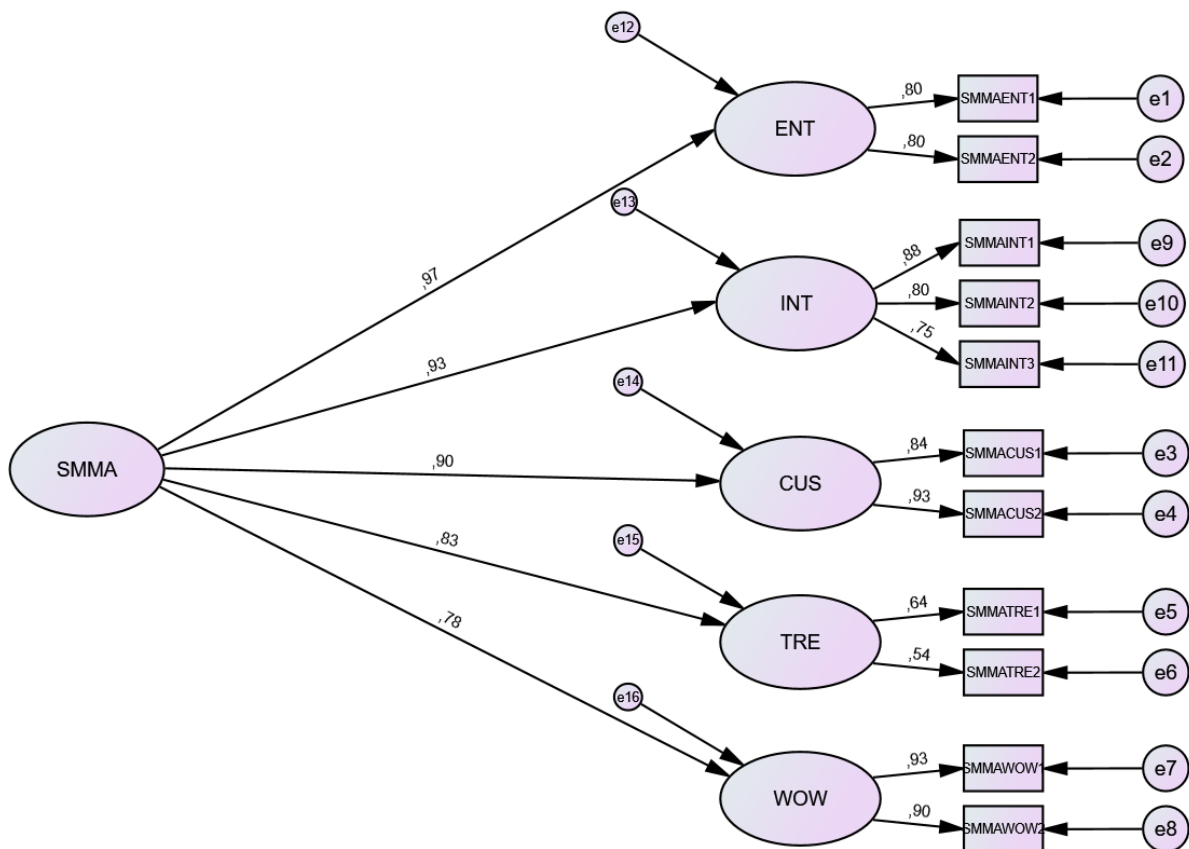 e12
ENT
,80
SMMAENT1
e1
,80
SMMAENT2
e2
,97
e13
INT
,88
SMMAINT1
e9
,80
SMMAINT2
e10
,75
SMMAINT3
e11
,93
e14
SMMA
,90
CUS
,84
SMMACUS1
e3
,93
SMMACUS2
e4
,83
e15
TRE
,64
SMMATRE1
e5
,54
SMMATRE2
e6
,78
e16
WOW
,93
SMMAWOW1
e7
,90
SMMAWOW2
e8